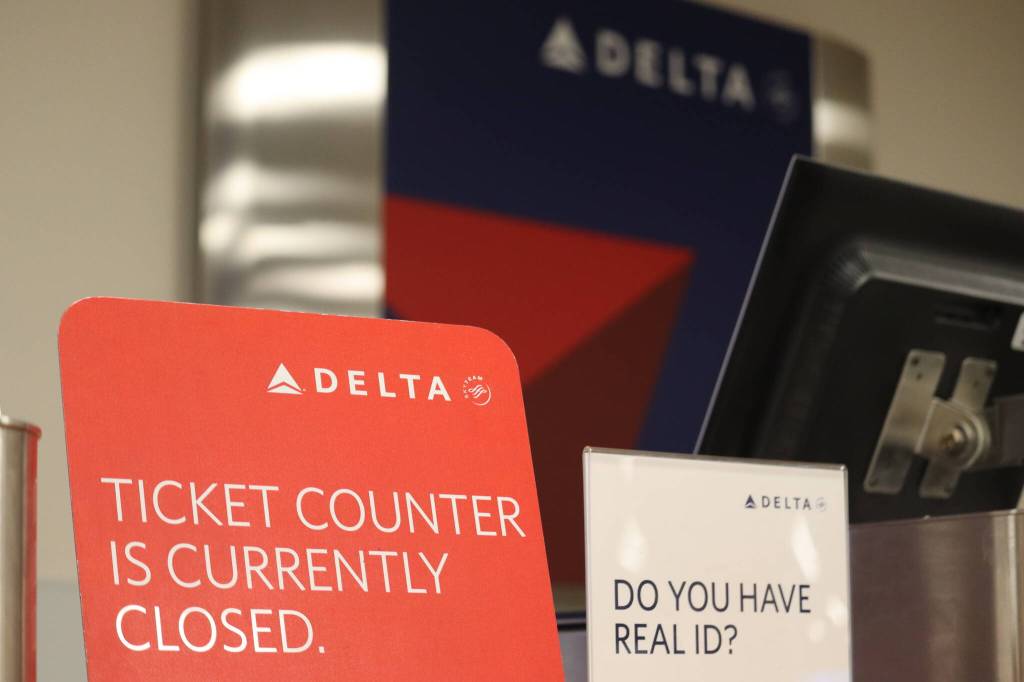 DELTA
DELTA
TICKET COUNTER
IS CURRENTLY
CLOSED.
DELTA
DO YOU HAVE
REAL ID?